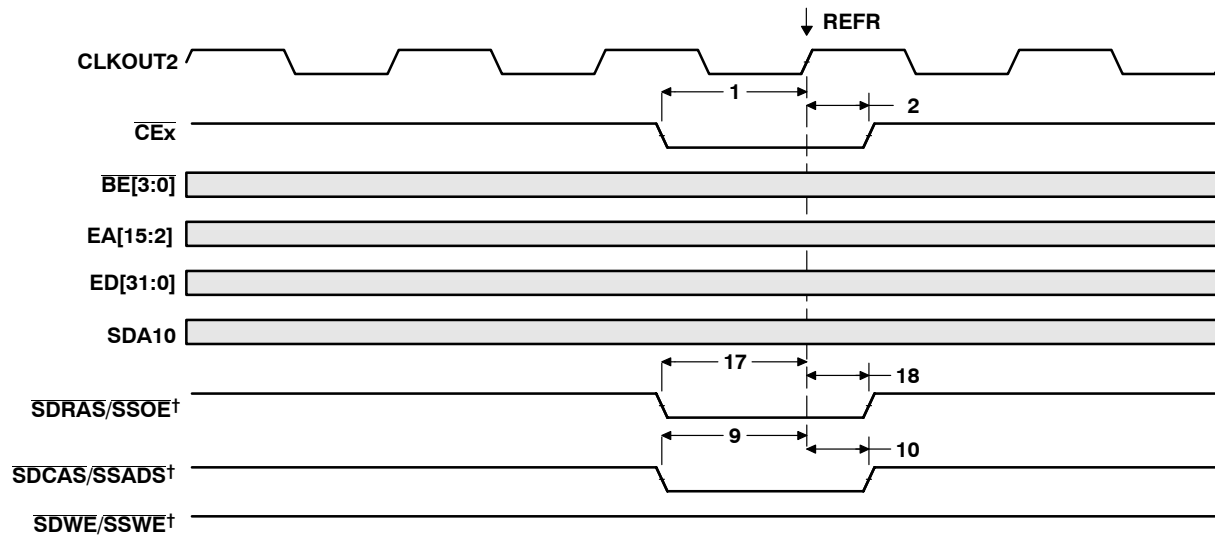 REFR
CLKOUT2
1
2
CEx
BE[3:0]
EA[15:2]
ED[31:0]
SDA10
17
18
SDRAS/SSOE†
9
10
SDCAS/SSADS†
SDWE/SSWE†